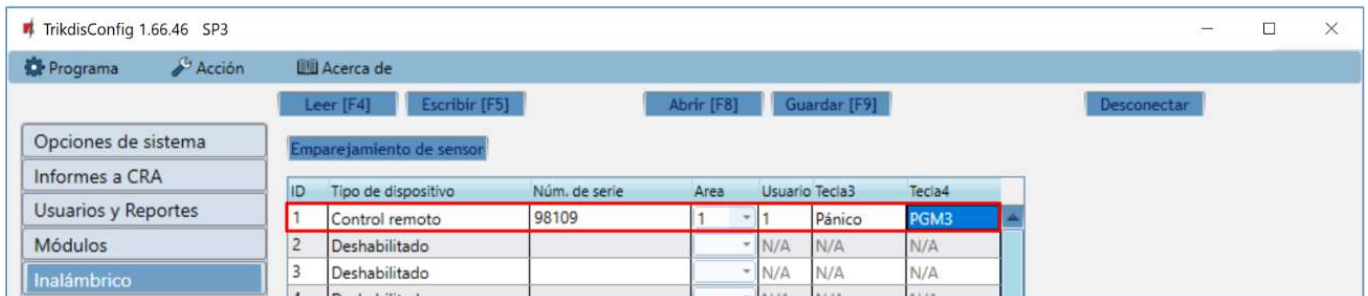 TrikdisConfig 1.66.46 SP3
Programa Acción Acerca de
Leer [F4] Escribir [F5] Abrir [F8] Guardar [F9] Desconectar
Opciones de sistema
Informes a CRA
Usuarios y Reportes
Módulos
Inalámbrico
Emparejamiento de sensor
ID Tipo de dispositivo Núm. de serie Area Usuario Tecla3 Tecla4
1 Control remoto 98109 1 1 Pánico PGM3
2 Deshabilitado N/A N/A N/A
3 Deshabilitado N/A N/A N/A